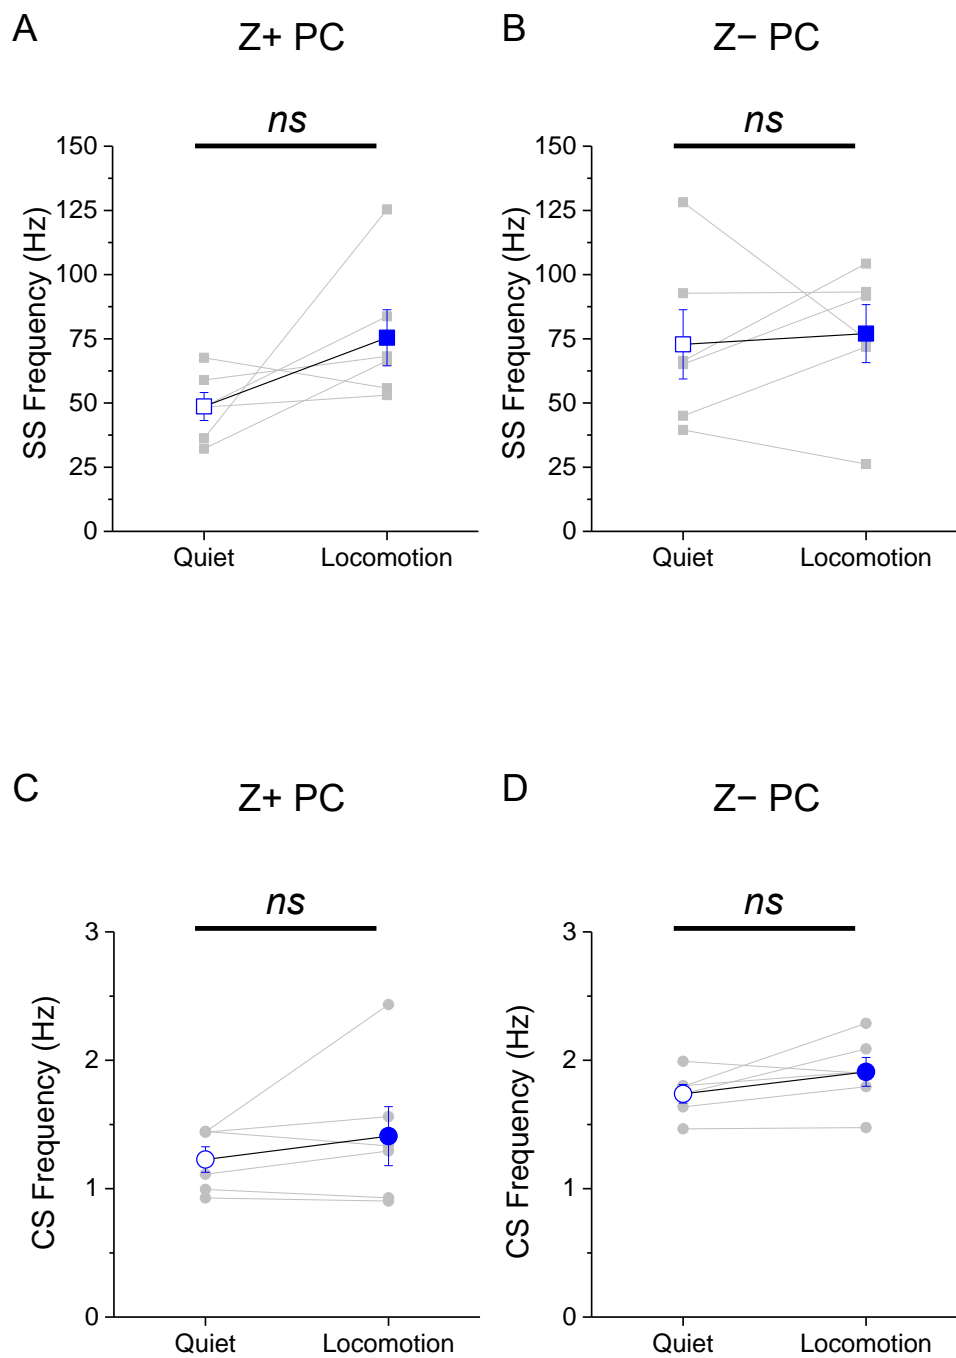 A
Z+ PC
ns
150
125
100
75
50
25
0
SS Frequency (Hz)
Quiet
Locomotion
B
Z− PC
ns
150
125
100
75
50
25
0
SS Frequency (Hz)
Quiet
Locomotion
C
Z+ PC
ns
3
2
1
0
CS Frequency (Hz)
Quiet
Locomotion
D
Z− PC
ns
3
2
1
0
CS Frequency (Hz)
Quiet
Locomotion